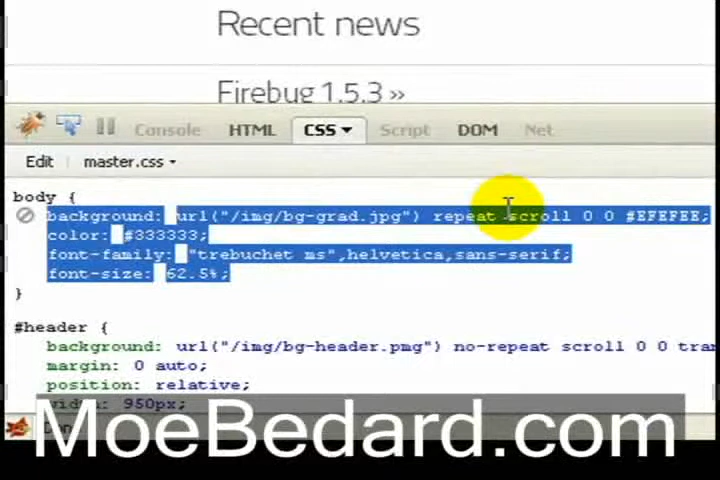 Recent news
Firebug 1.5.3 »
Console HTML CSS Script DOM Net
Edit master.css
body {
background: url("/img/bg-grad.jpg") repeat scroll 0 0 #EFEFEE;
color: #333333;
font-family: "trebuchet ms",helvetica,sans-serif;
font-size: 62.5%;
}
#header {
background: url("/img/bg-header.png") no-repeat scroll 0 0 tran
margin: 0 auto;
position: relative;
width: 950px;
MoeBedard.com